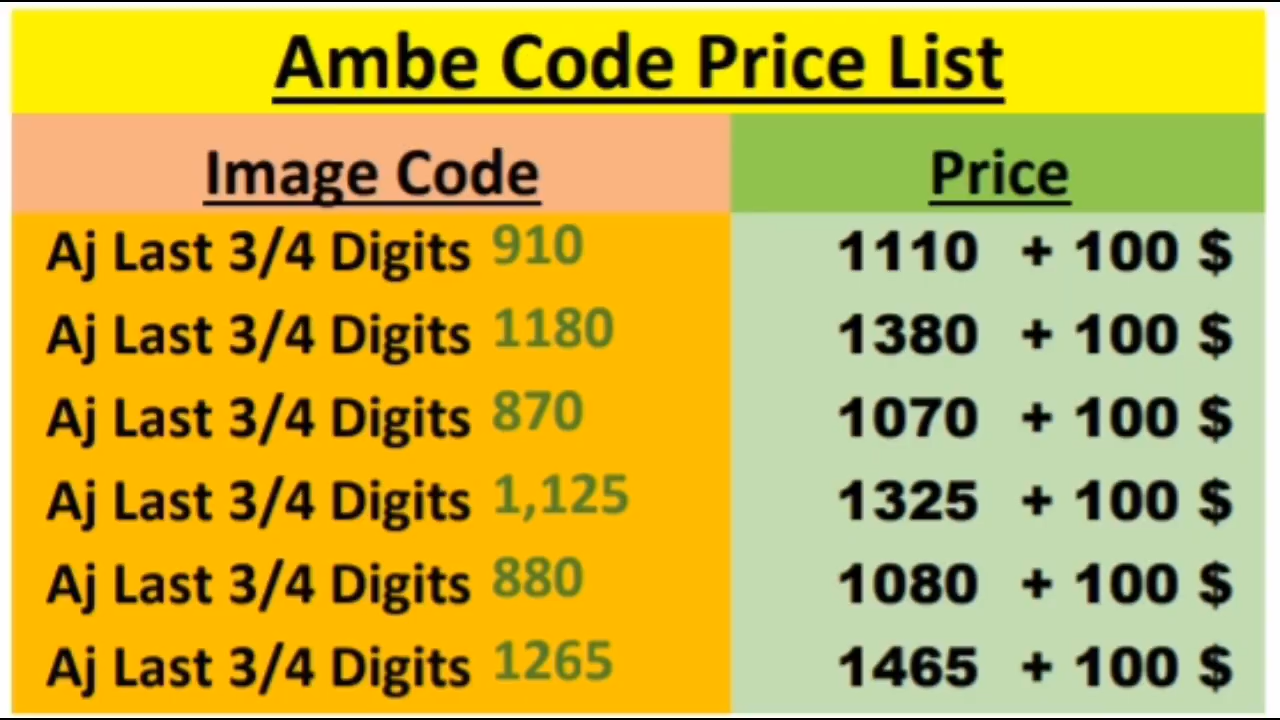 Ambe Code Price List
Image Code Price
Aj Last 3/4 Digits 910 1110 + 100 $
Aj Last 3/4 Digits 1180 1380 + 100 $
Aj Last 3/4 Digits 870 1070 + 100 $
Aj Last 3/4 Digits 1,125 1325 + 100 $
Aj Last 3/4 Digits 880 1080 + 100 $
Aj Last 3/4 Digits 1265 1465 + 100 $